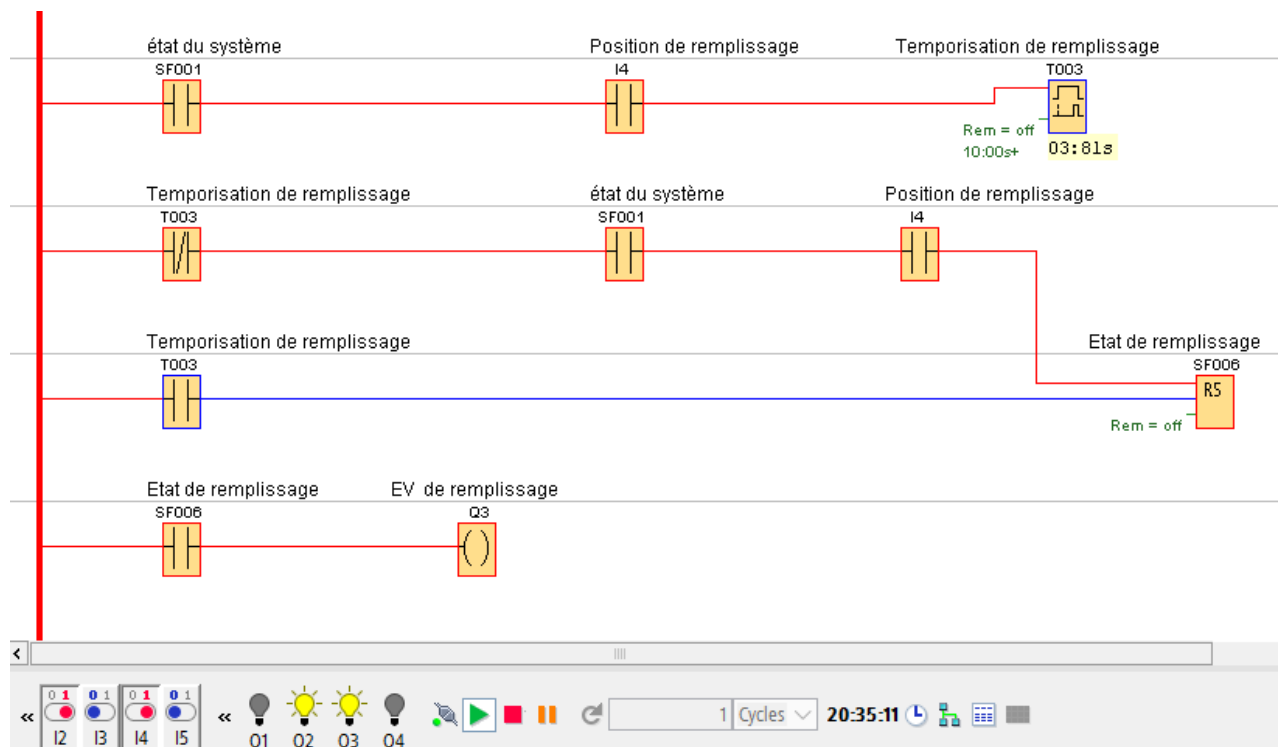 état du système Position de remplissage Temporisation de remplissage
SF001 I4 T003
Rem = off
10:00s+ 03:81s
Temporisation de remplissage état du système Position de remplissage
T003 SF001 I4
Temporisation de remplissage Etat de remplissage
T003 SF006
RS
Rem = off
Etat de remplissage EV de remplissage
SF006 Q3
0 1 0 1 0 1 0 1
1 Cycles 20:35:11
I2 I3 I4 I5 Q1 Q2 Q3 Q4